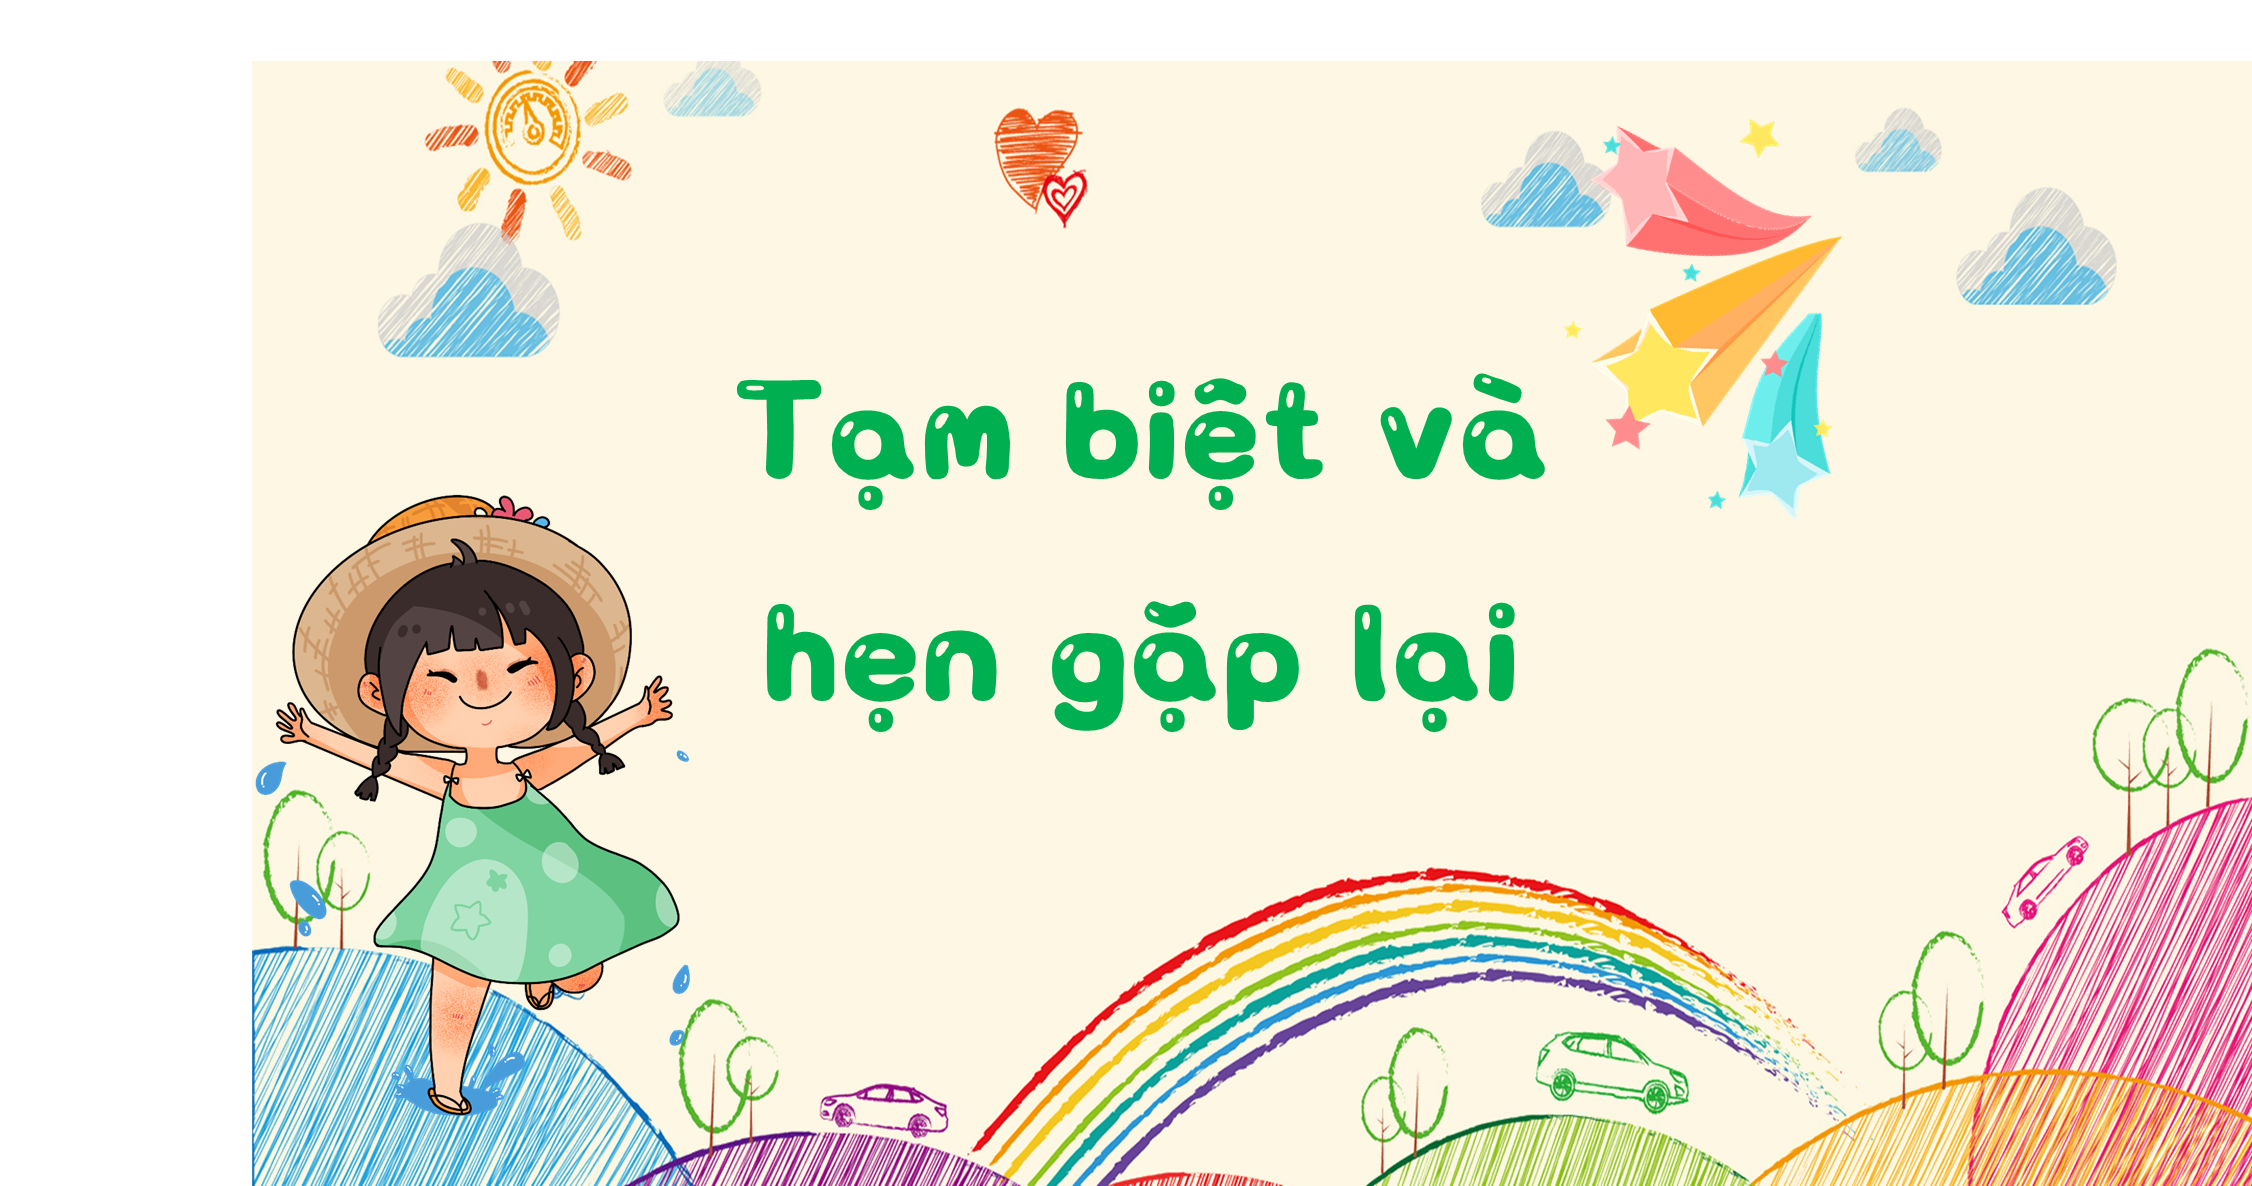 Tạm biệt và
hẹn gặp lại